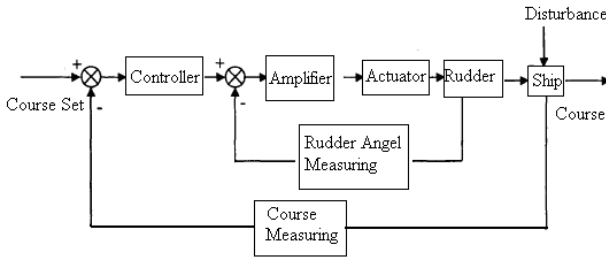 Disturbance
+
Controller
+
Amplifier
Actuator
Rudder
Ship
Course Set
-
-
Course
Rudder Angel
Measuring
Course
Measuring